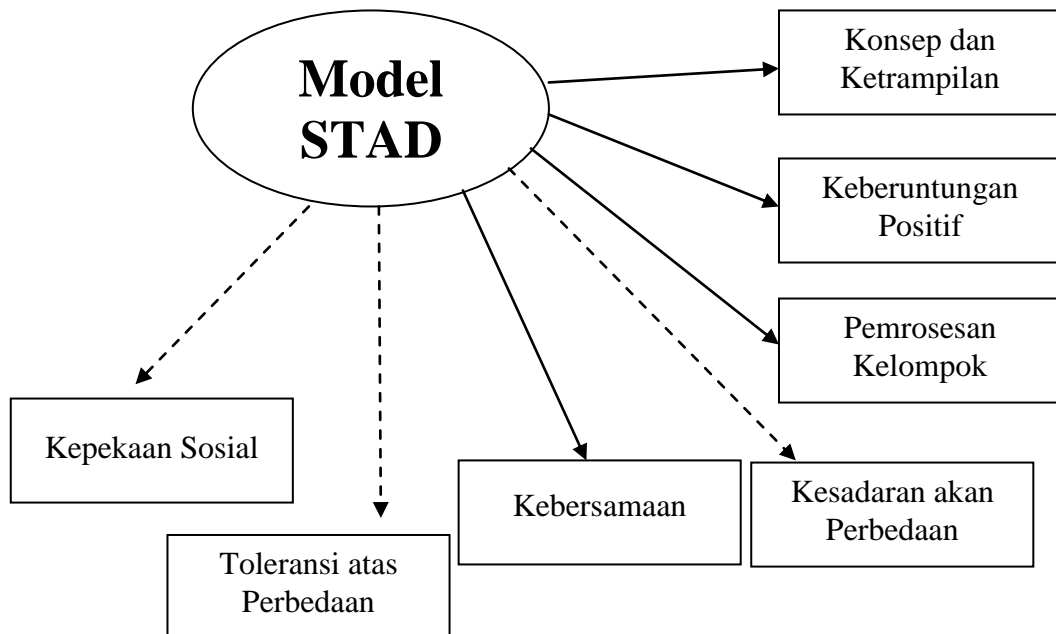 Model
STAD
Konsep dan
Ketrampilan
Keberuntungan
Positif
Pemrosesan
Kelompok
Kepekaan Sosial
Toleransi atas
Perbedaan
Kebersamaan
Kesadaran akan
Perbedaan